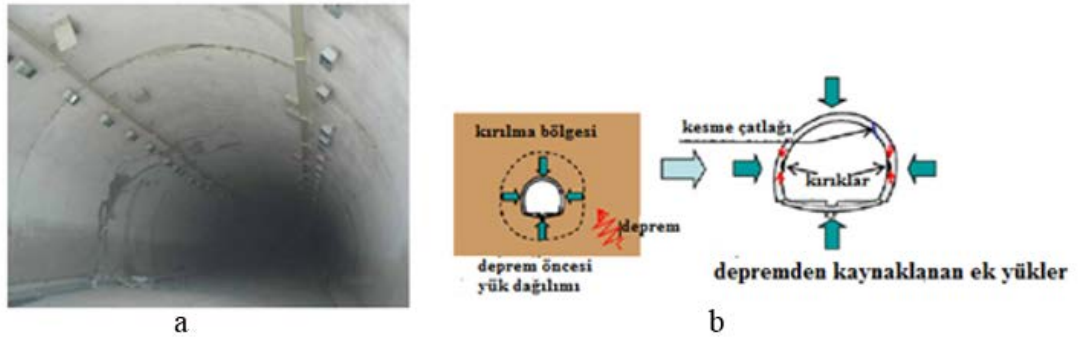 kırılma bölgesi
deprem
deprem öncesi
yük dağılımı
kesme çatlağı
kırıklar
depremden kaynaklanan ek yükler
a
b